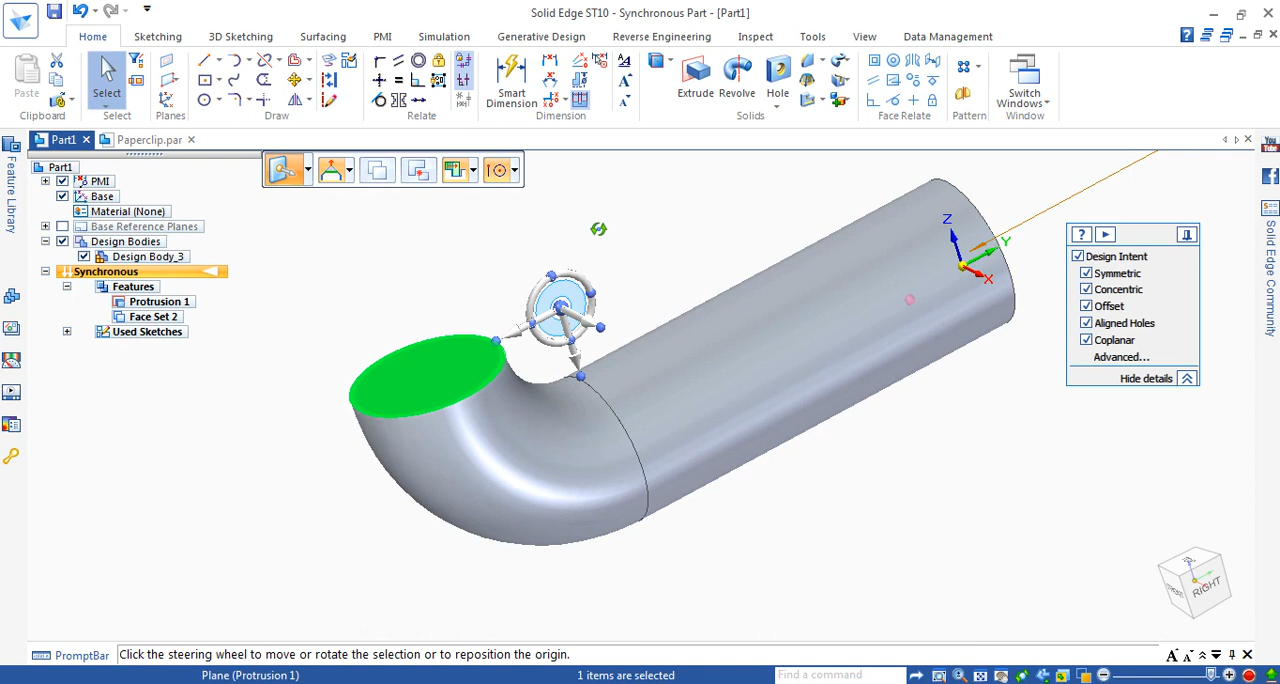 Solid Edge ST10 - Synchronous Part - [Part1]
Home Sketching 3D Sketching Surfacing PMI Simulation Generative Design Reverse Engineering Inspect Tools View Data Management
Paste Select Smart Dimension Extrude Revolve Hole Switch Windows
Clipboard Select Planes Draw Relate Dimension Solids Face Relate Pattern Window
Part1 Paperclip.par
Feature Library
Part1
PMI
Base
Material (None)
Base Reference Planes
Design Bodies
Design Body_3
Synchronous
Features
Protrusion 1
Face Set 2
Used Sketches
Z
Y
X
Design Intent
Symmetric
Concentric
Offset
Aligned Holes
Coplanar
Advanced...
Hide details
YouTube
Solid Edge Community
RIGHT
PromptBar Click the steering wheel to move or rotate the selection or to reposition the origin.
Plane (Protrusion 1) 1 items are selected Find a command